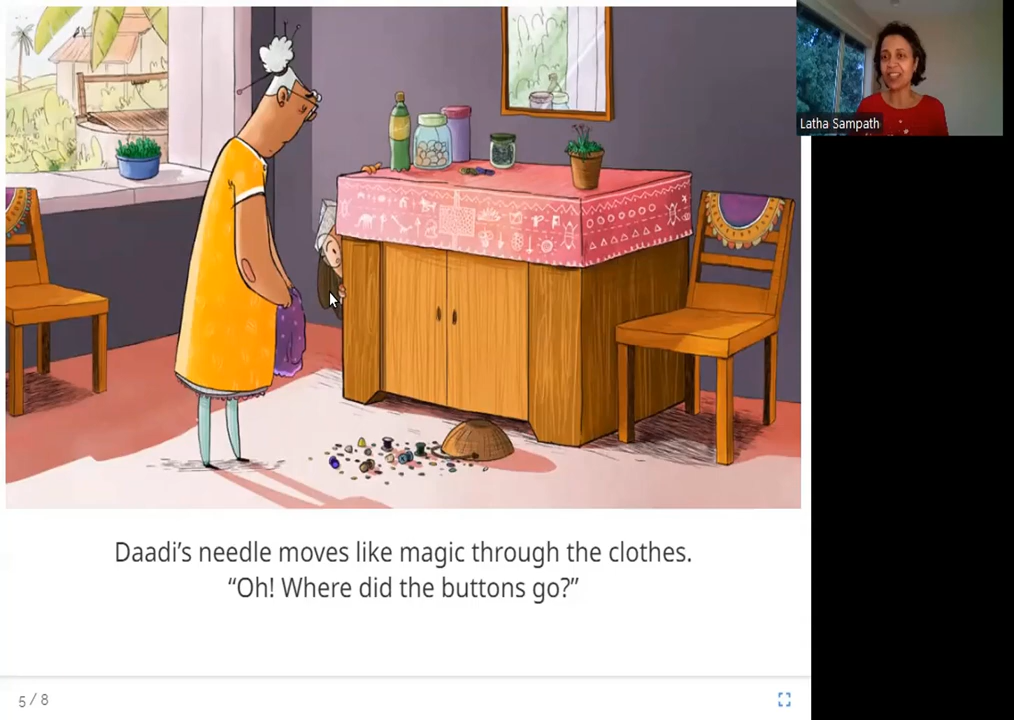 Latha Sampath
Daadi’s needle moves like magic through the clothes.
“Oh! Where did the buttons go?”
5 / 8